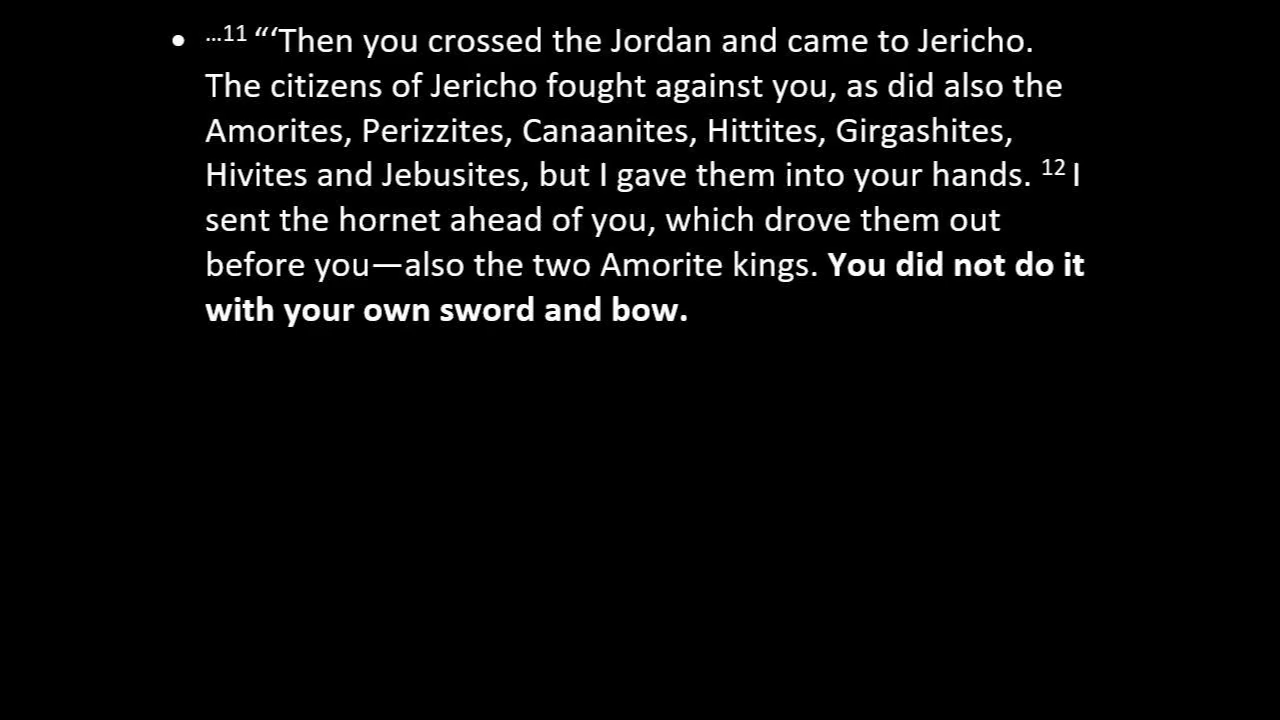 • ...11 “‘Then you crossed the Jordan and came to Jericho.
The citizens of Jericho fought against you, as did also the
Amorites, Perizzites, Canaanites, Hittites, Girgashites,
Hivites and Jebusites, but I gave them into your hands. 12 I
sent the hornet ahead of you, which drove them out
before you—also the two Amorite kings. You did not do it
with your own sword and bow.